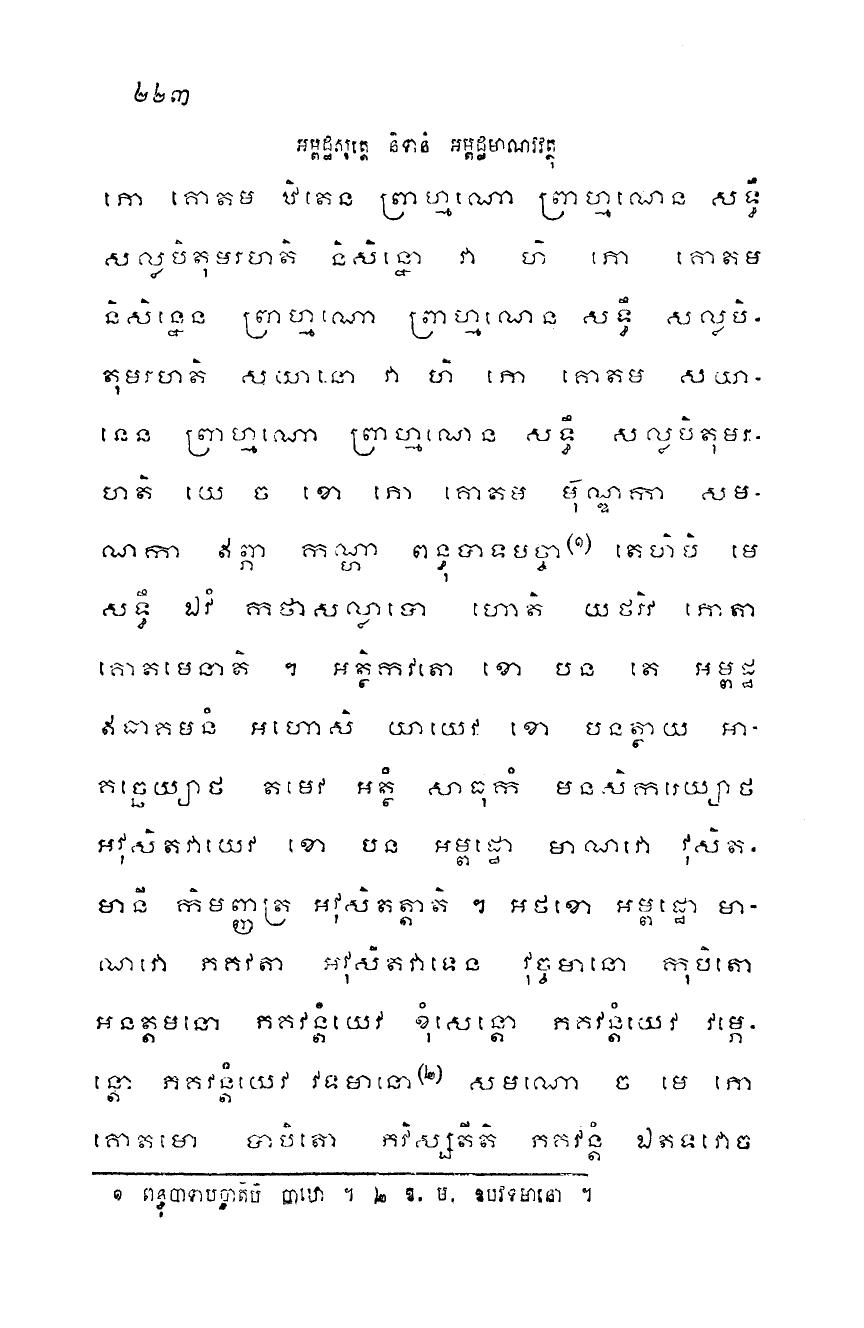 ២២៣
អម្ពដ្ឋសុត្តេ និទានំ អម្ពដ្ឋមាណវវត្ថុ
ភោ គោតម ឋិតេន ព្រាហ្មណោ ព្រាហ្មណេន សទ្ធឹ
សល្លបិតុមរហតិ និសិន្នោ វា ហិ ភោ គោតម
និសិន្នេន ព្រាហ្មណោ ព្រាហ្មណេន សទ្ធឹ សល្លបិ-
តុមរហតិ សយានោ វា ហិ ភោ គោតម សយា-
នេន ព្រាហ្មណោ ព្រាហ្មណេន សទ្ធឹ សល្លបិតុមរ-
ហតិ យេ ច ខោ ភោ គោតម មុណ្ឌកា សម-
ណកា ឥព្ភា កណ្ហា ពន្ធុបាទបច្ចា(១) តេហិបិ មេ
សទ្ធឹ ឯវំ កថាសល្លាបោ ហោតិ យថរិវ ភោតា
គោតមេនាតិ ។ អត្ថិកវតោ ខោ បន តេ អម្ពដ្ឋ
ឥធាគមនំ អហោសិ យាយេវ ខោ បនត្ថាយ អា-
គច្ឆេយ្យាថ តមេវ អត្ថំ សាធុកំ មនសិករេយ្យាថ
អវុសិតវាយេវ ខោ បន អម្ពដ្ឋោ មាណវោ វុសិត-
មានី កិមញ្ញត្រ អវុសិតត្តាតិ ។ អថខោ អម្ពដ្ឋោ មា-
ណវោ ភគវតា អវុសិតវាទេន វុច្ចមានោ កុបិតោ
អនត្តមនោ ភគវន្តំយេវ ខុំសេន្តោ ភគវន្តំយេវ វម្ភេ-
ន្តោ ភគវន្តំយេវ វទមានោ(២) សមណោ ច មេ ភោ
គោតមោ បាបិតោ ភវិស្សតីតិ ភគវន្តំ ឯតទវោច
១ ពន្ធុបាទាបច្ចាតិបិ បាឋោ ។ ២ ឱ. ម. ឧបវទមានោ ។